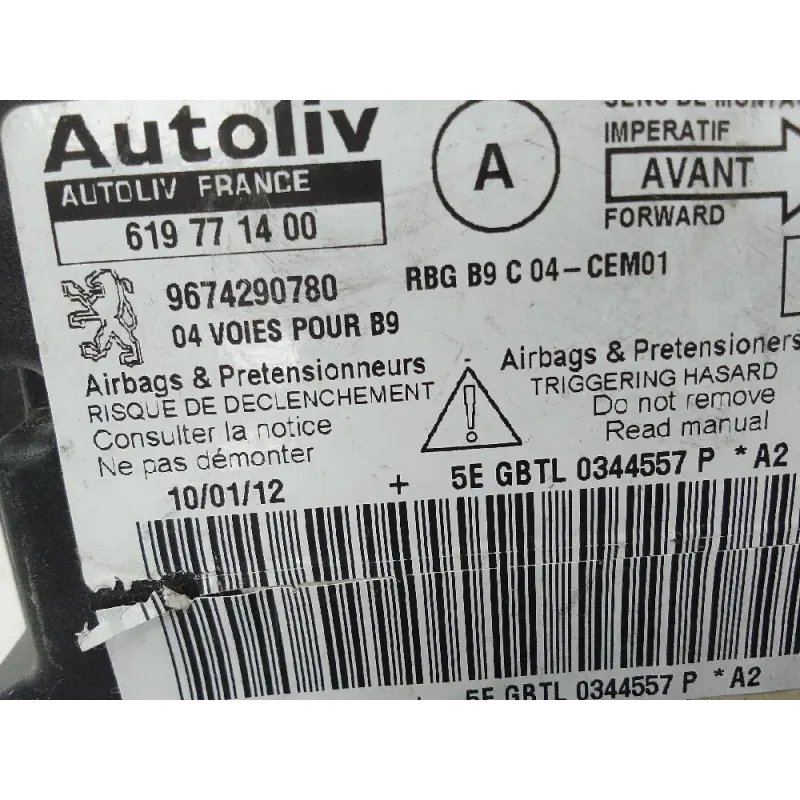 Autoliv
AUTOLIV FRANCE
619 77 14 00
9674290780
04 VOIES POUR B9
A
IMPERATIF
AVANT
FORWARD
RBG B9 C 04-CEM01
Airbags & Pretensionneurs
RISQUE DE DECLENCHEMENT
Consulter la notice
Ne pas démonter
Airbags & Pretensioners
TRIGGERING HASARD
Do not remove
Read manual
10/01/12
+ 5E GBTL 0344557 P *A2
5E GBTL 0344557 P *A2